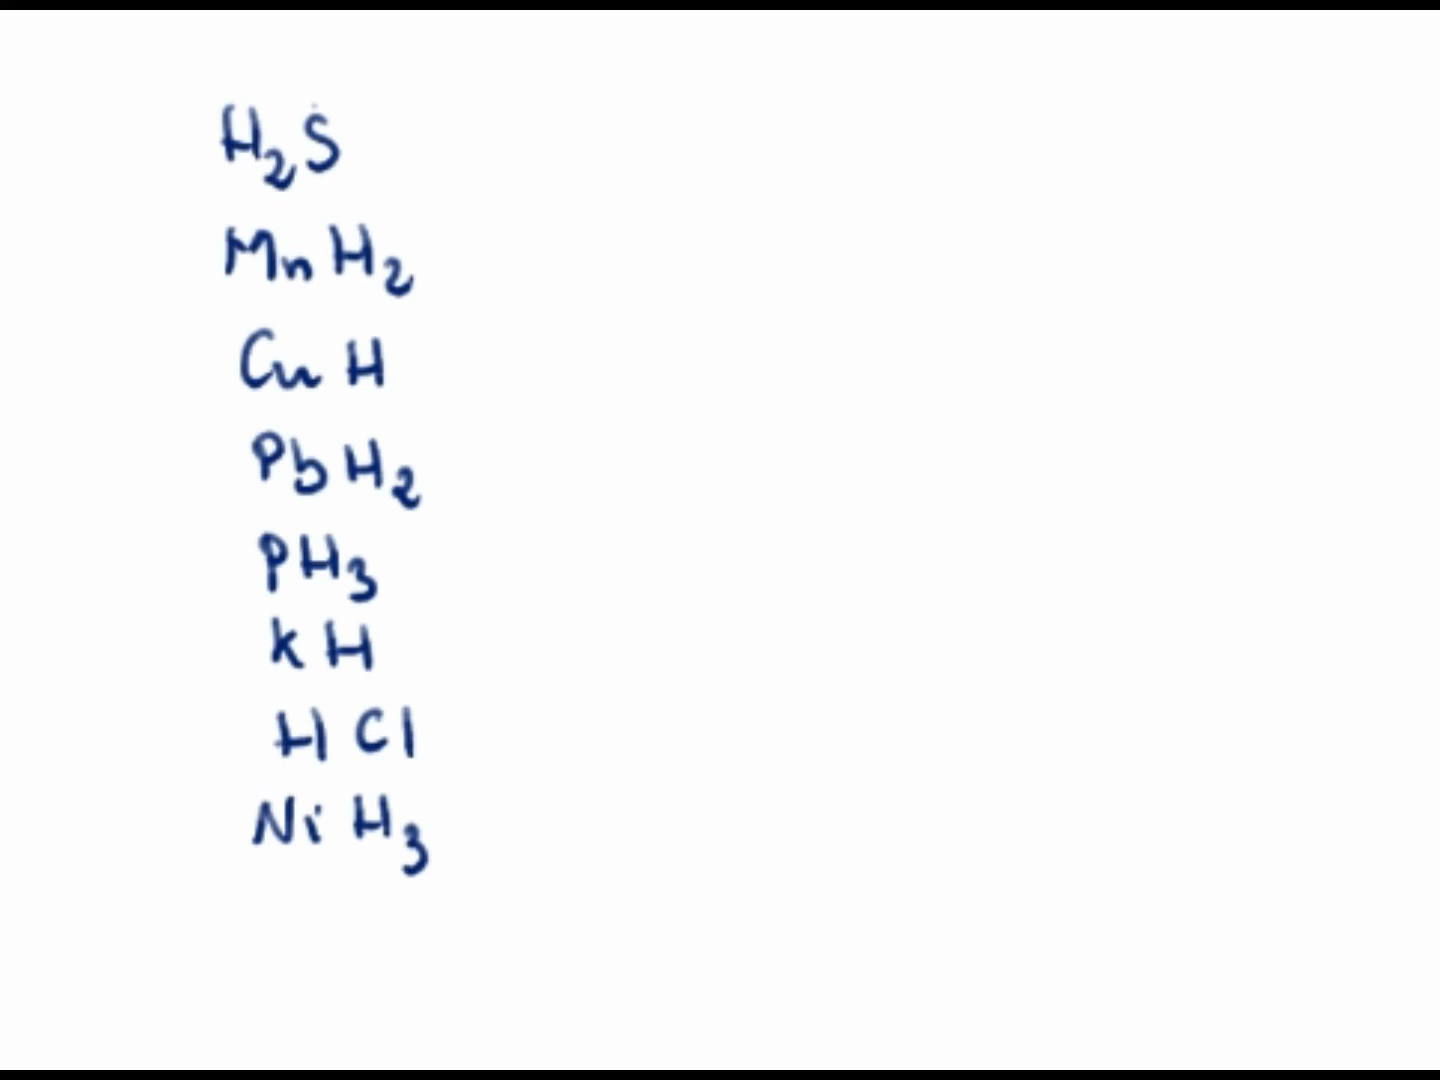 H₂S
MnH₂
CuH
PbH₂
PH₃
KH
HCl
NiH₃